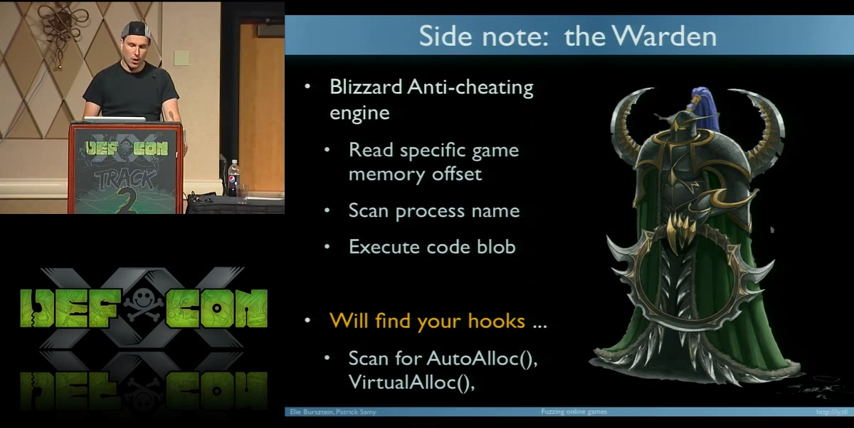 Side note: the Warden
• Blizzard Anti-cheating
engine
• Read specific game
memory offset
• Scan process name
• Execute code blob
• Will find your hooks ...
• Scan for AutoAlloc(),
VirtualAlloc(),
Elie Bursztein, Patrick Samy
Fuzzing online games
DEF CON
TRACK
2
XX
DEF CON